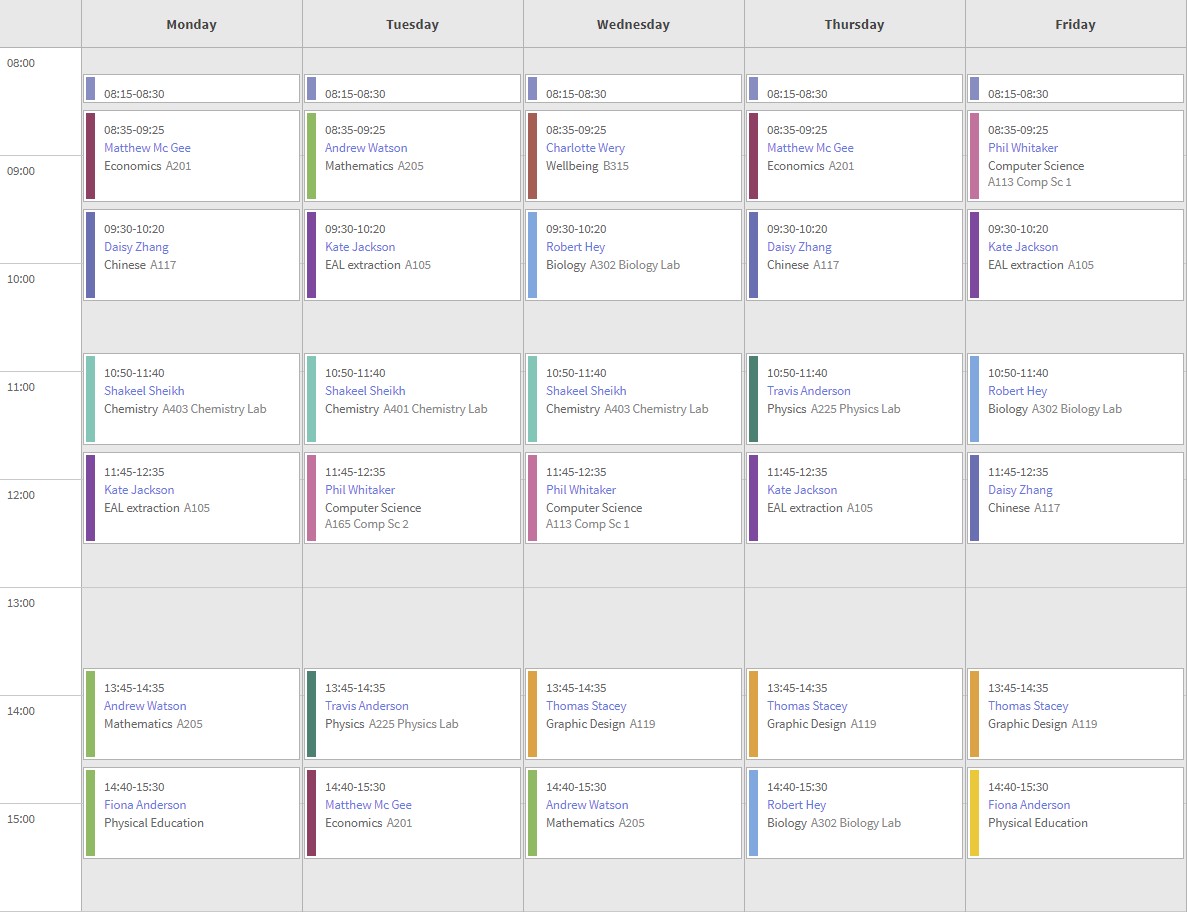 Monday Tuesday Wednesday Thursday Friday
08:00
08:15-08:30 08:15-08:30 08:15-08:30 08:15-08:30 08:15-08:30
08:35-09:25 08:35-09:25 08:35-09:25 08:35-09:25 08:35-09:25
Matthew Mc Gee Andrew Watson Charlotte Wery Matthew Mc Gee Phil Whitaker
Economics A201 Mathematics A205 Wellbeing B315 Economics A201 Computer Science
09:00
A113 Comp Sc 1
09:30-10:20 09:30-10:20 09:30-10:20 09:30-10:20 09:30-10:20
Daisy Zhang Kate Jackson Robert Hey Daisy Zhang Kate Jackson
Chinese A117 EAL extraction A105 Biology A302 Biology Lab Chinese A117 EAL extraction A105
10:00
10:50-11:40 10:50-11:40 10:50-11:40 10:50-11:40 10:50-11:40
11:00
Shakeel Sheikh Shakeel Sheikh Shakeel Sheikh Travis Anderson Robert Hey
Chemistry A403 Chemistry Lab Chemistry A401 Chemistry Lab Chemistry A403 Chemistry Lab Physics A225 Physics Lab Biology A302 Biology Lab
11:45-12:35 11:45-12:35 11:45-12:35 11:45-12:35 11:45-12:35
Kate Jackson Phil Whitaker Phil Whitaker Kate Jackson Daisy Zhang
12:00
EAL extraction A105 Computer Science Computer Science EAL extraction A105 Chinese A117
A165 Comp Sc 2 A113 Comp Sc 1
13:00
13:45-14:35 13:45-14:35 13:45-14:35 13:45-14:35 13:45-14:35
Andrew Watson Travis Anderson Thomas Stacey Thomas Stacey Thomas Stacey
14:00
Mathematics A205 Physics A225 Physics Lab Graphic Design A119 Graphic Design A119 Graphic Design A119
14:40-15:30 14:40-15:30 14:40-15:30 14:40-15:30 14:40-15:30
Fiona Anderson Matthew Mc Gee Andrew Watson Robert Hey Fiona Anderson
15:00
Physical Education Economics A201 Mathematics A205 Biology A302 Biology Lab Physical Education